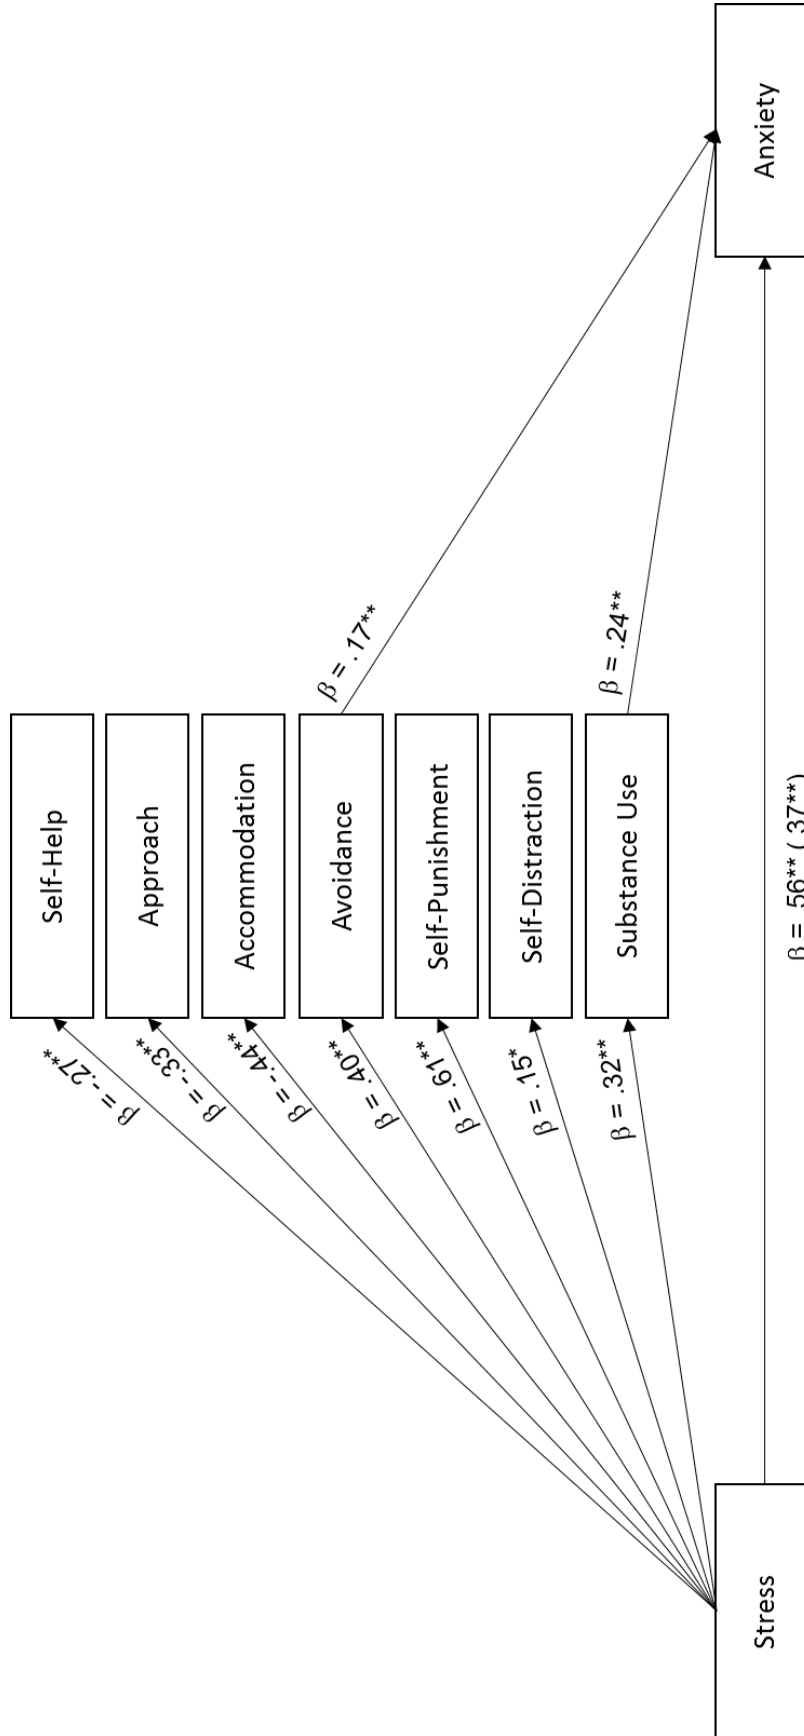 Self-Help
Approach
Accommodation
Avoidance
Self-Punishment
Self-Distraction
Substance Use
Stress
Anxiety
β = -.27**
β = -.33**
β = -.44**
β = .40**
β = .61**
β = .15*
β = .32**
β = .17**
β = .24**
β = .56** (.37**)